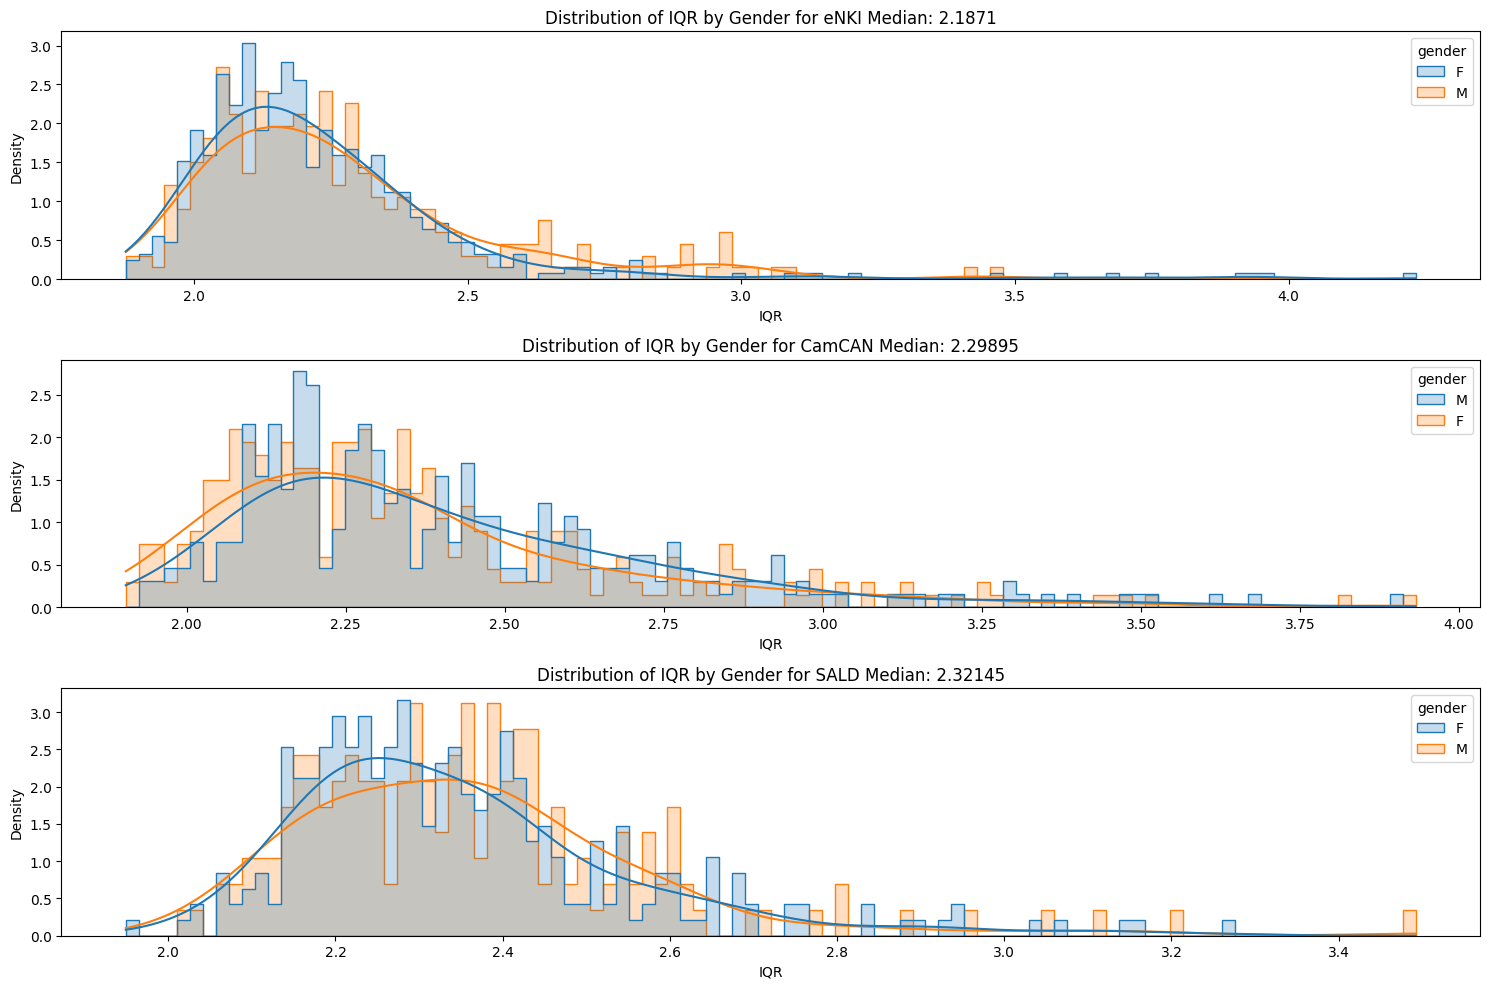 Distribution of IQR by Gender for eNKI Median: 2.1871
gender
F
M
Density
3.0
2.5
2.0
1.5
1.0
0.5
0.0
2.0 2.5 3.0 3.5 4.0
IQR
Distribution of IQR by Gender for CamCAN Median: 2.29895
gender
M
F
Density
2.5
2.0
1.5
1.0
0.5
0.0
2.00 2.25 2.50 2.75 3.00 3.25 3.50 3.75 4.00
IQR
Distribution of IQR by Gender for SALD Median: 2.32145
gender
F
M
Density
3.0
2.5
2.0
1.5
1.0
0.5
0.0
2.0 2.2 2.4 2.6 2.8 3.0 3.2 3.4
IQR